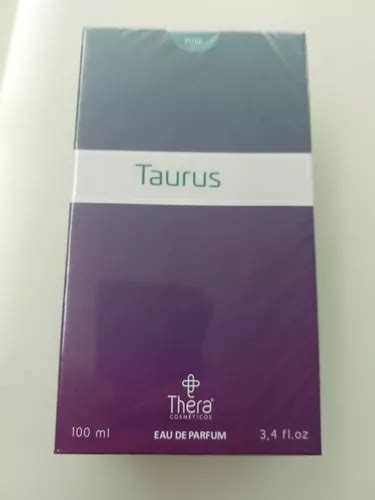 Taurus
Thera®
COSMÉTICOS
100 ml
EAU DE PARFUM
3,4 fl.oz